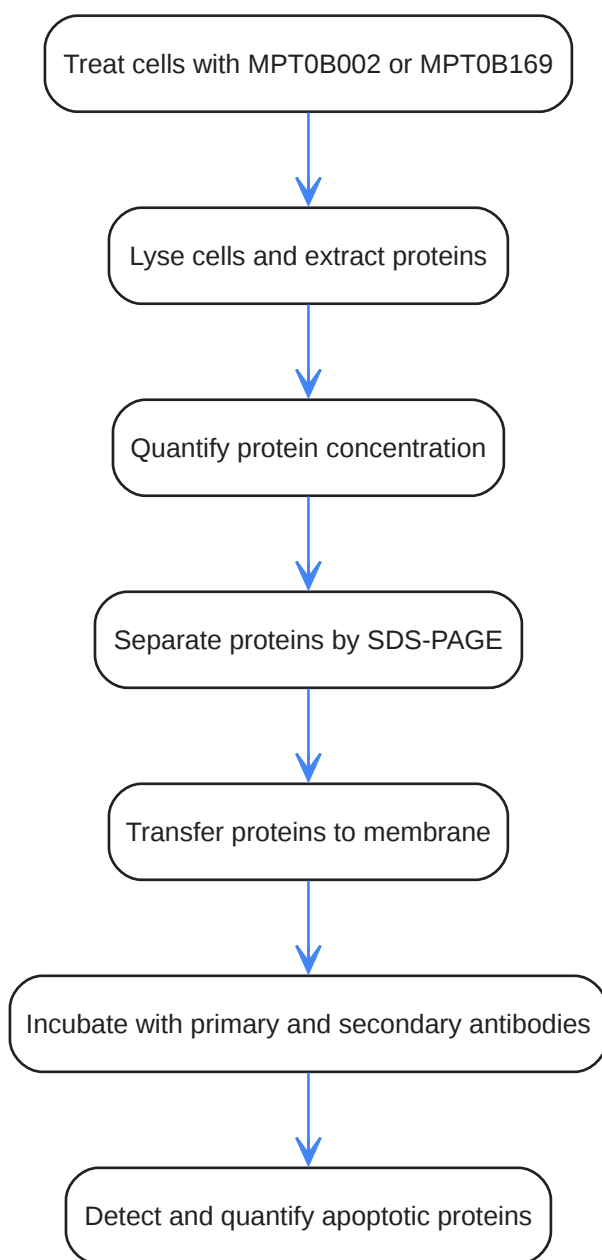 Treat cells with MPT0B002 or MPT0B169
Lyse cells and extract proteins
Quantify protein concentration
Separate proteins by SDS-PAGE
Transfer proteins to membrane
Incubate with primary and secondary antibodies
Detect and quantify apoptotic proteins